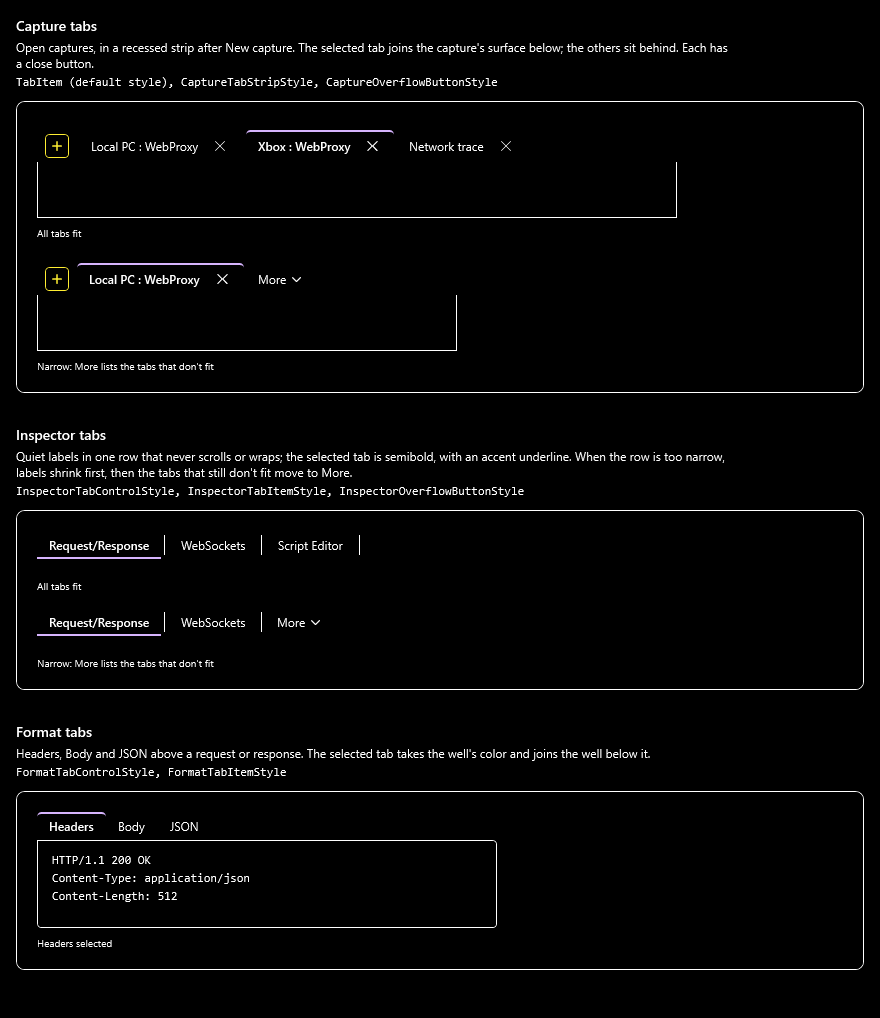 Capture tabs
Open captures, in a recessed strip after New capture. The selected tab joins the capture's surface below; the others sit behind. Each has
a close button.
TabItem (default style), CaptureTabStripStyle, CaptureOverflowButtonStyle
Local PC : WebProxy Xbox : WebProxy Network trace
All tabs fit
Local PC : WebProxy More
Narrow: More lists the tabs that don't fit
Inspector tabs
Quiet labels in one row that never scrolls or wraps; the selected tab is semibold, with an accent underline. When the row is too narrow,
labels shrink first, then the tabs that still don't fit move to More.
InspectorTabControlStyle, InspectorTabItemStyle, InspectorOverflowButtonStyle
Request/Response WebSockets Script Editor
All tabs fit
Request/Response WebSockets More
Narrow: More lists the tabs that don't fit
Format tabs
Headers, Body and JSON above a request or response. The selected tab takes the well's color and joins the well below it.
FormatTabControlStyle, FormatTabItemStyle
Headers Body JSON
HTTP/1.1 200 OK
Content-Type: application/json
Content-Length: 512
Headers selected